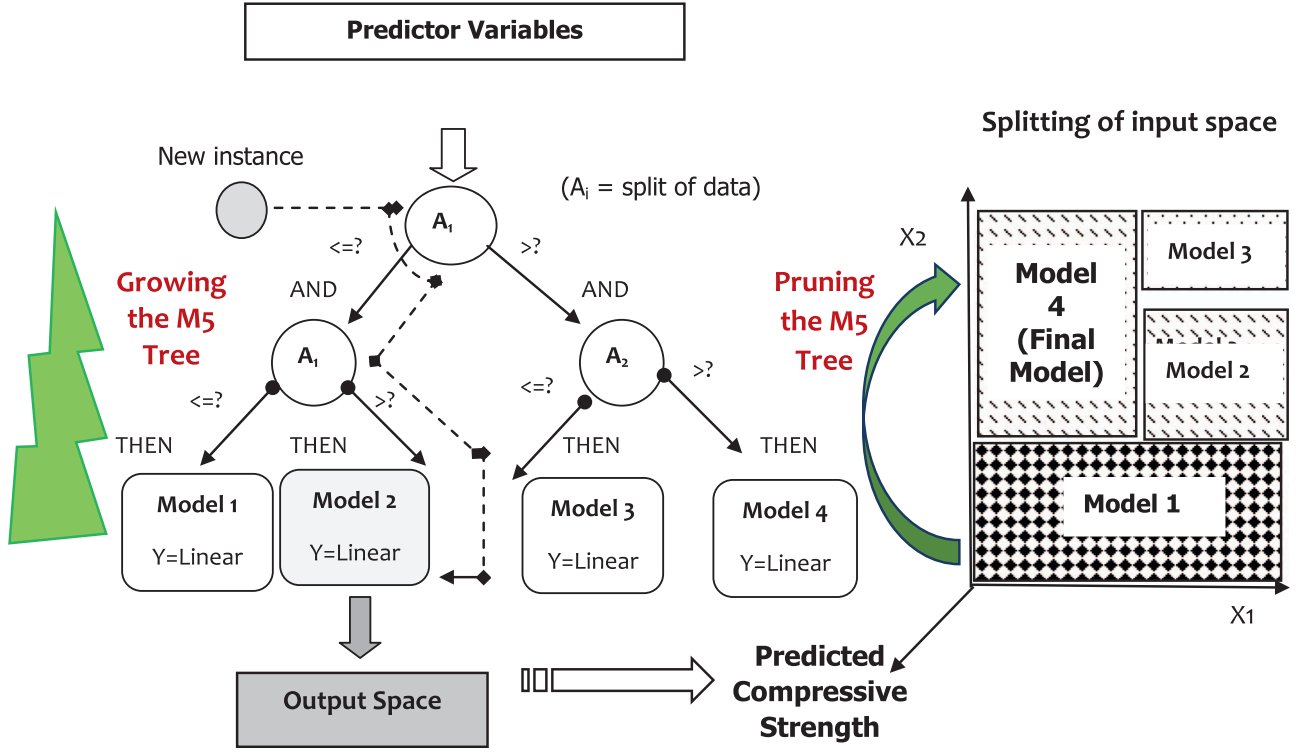 Predictor Variables
Splitting of input space
New instance
(Ai = split of data)
A1
X2
<=?
>?
Growing
the M5
Tree
AND
AND
Pruning
the M5
Tree
A1
A2
<=?
>?
<=?
>?
THEN
THEN
THEN
THEN
Model 1
Y=Linear
Model 2
Y=Linear
Model 3
Y=Linear
Model 4
Y=Linear
Model
4
(Final
Model)
Model 3
Model 2
Model 1
X1
Output Space
Predicted
Compressive
Strength